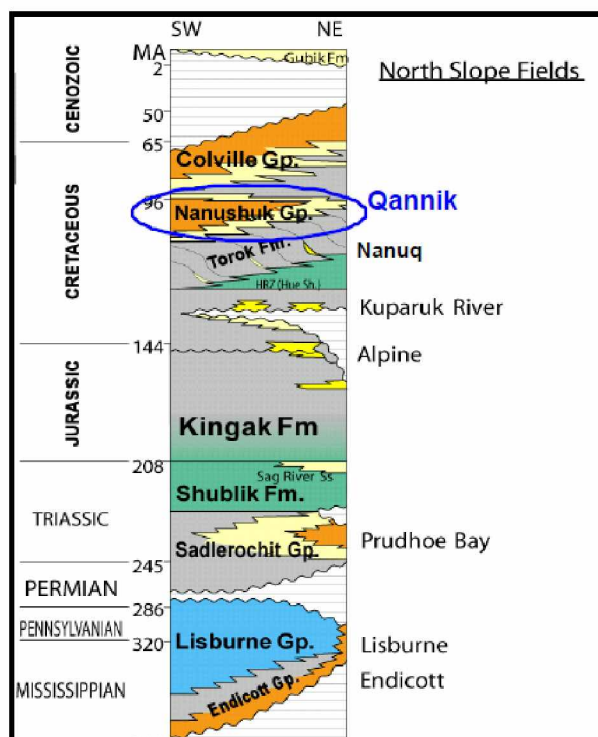 SW NE
MA
Gubik Fm
North Slope Fields
2
CENOZOIC
50
65
Colville Gp.
96
Qannik
Nanushuk Gp.
CRETACEOUS
Torok Fm.
Nanuq
HRZ (Hue Sh.)
Kuparuk River
144
Alpine
JURASSIC
Kingak Fm
208
Sag River Ss
Shublik Fm.
TRIASSIC
Prudhoe Bay
Sadlerochit Gp.
245
PERMIAN
286
PENNSYLVANIAN
320
Lisburne Gp.
Lisburne
Endicott
MISSISSIPPIAN
Endicott Gp.